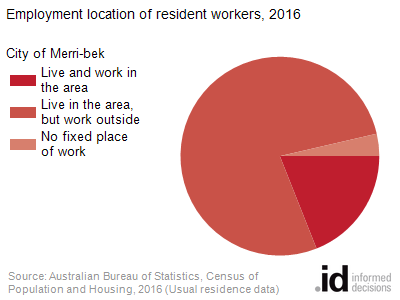 Employment location of resident workers, 2016
City of Merri-bek
Live and work in
the area
Live in the area,
but work outside
No fixed place
of work
Source: Australian Bureau of Statistics, Census of
Population and Housing, 2016 (Usual residence data)
.id informed
decisions